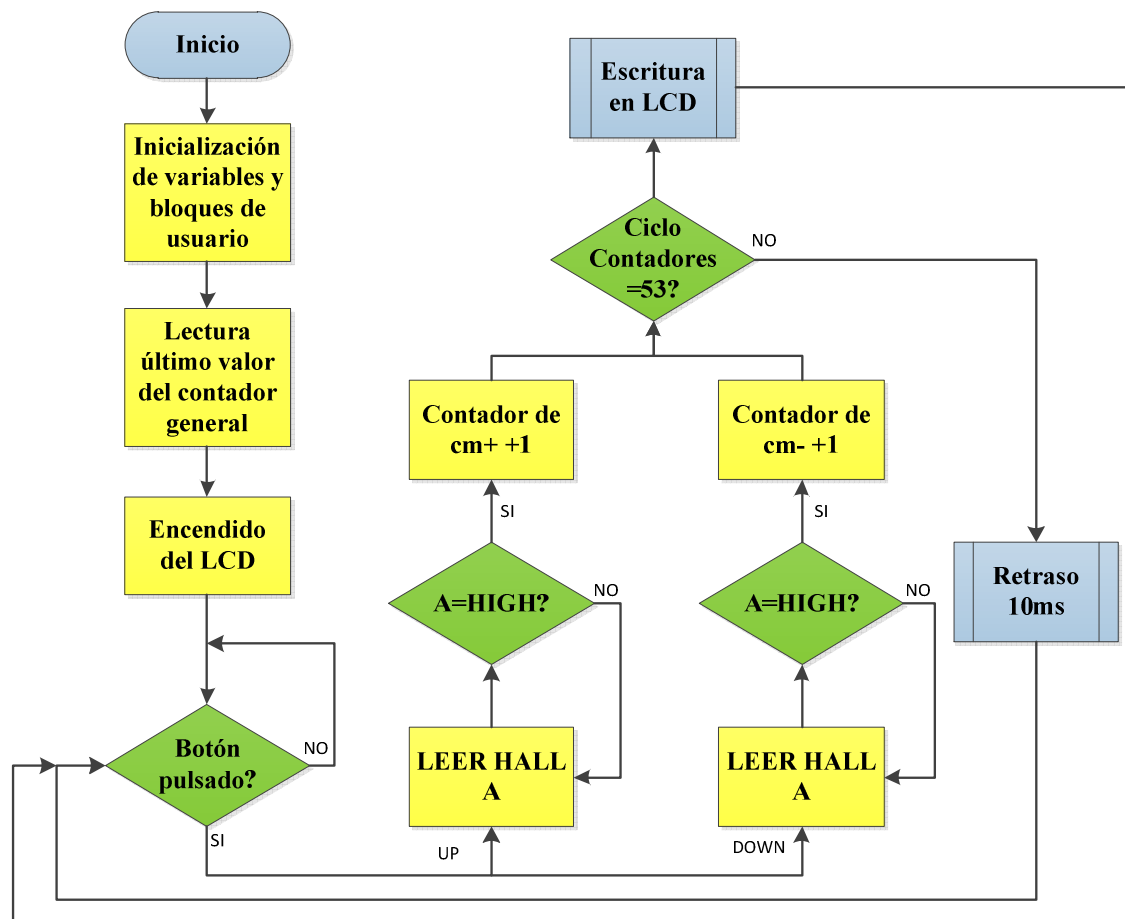 Inicio
Inicialización
de variables y
bloques de
usuario
Lectura
último valor
del contador
general
Encendido
del LCD
Botón
pulsado?
NO
SI
UP
DOWN
LEER HALL
A
A=HIGH?
NO
SI
Contador de
cm+ +1
LEER HALL
A
A=HIGH?
NO
SI
Contador de
cm- +1
Ciclo
Contadores
=53?
NO
Escritura
en LCD
Retraso
10ms